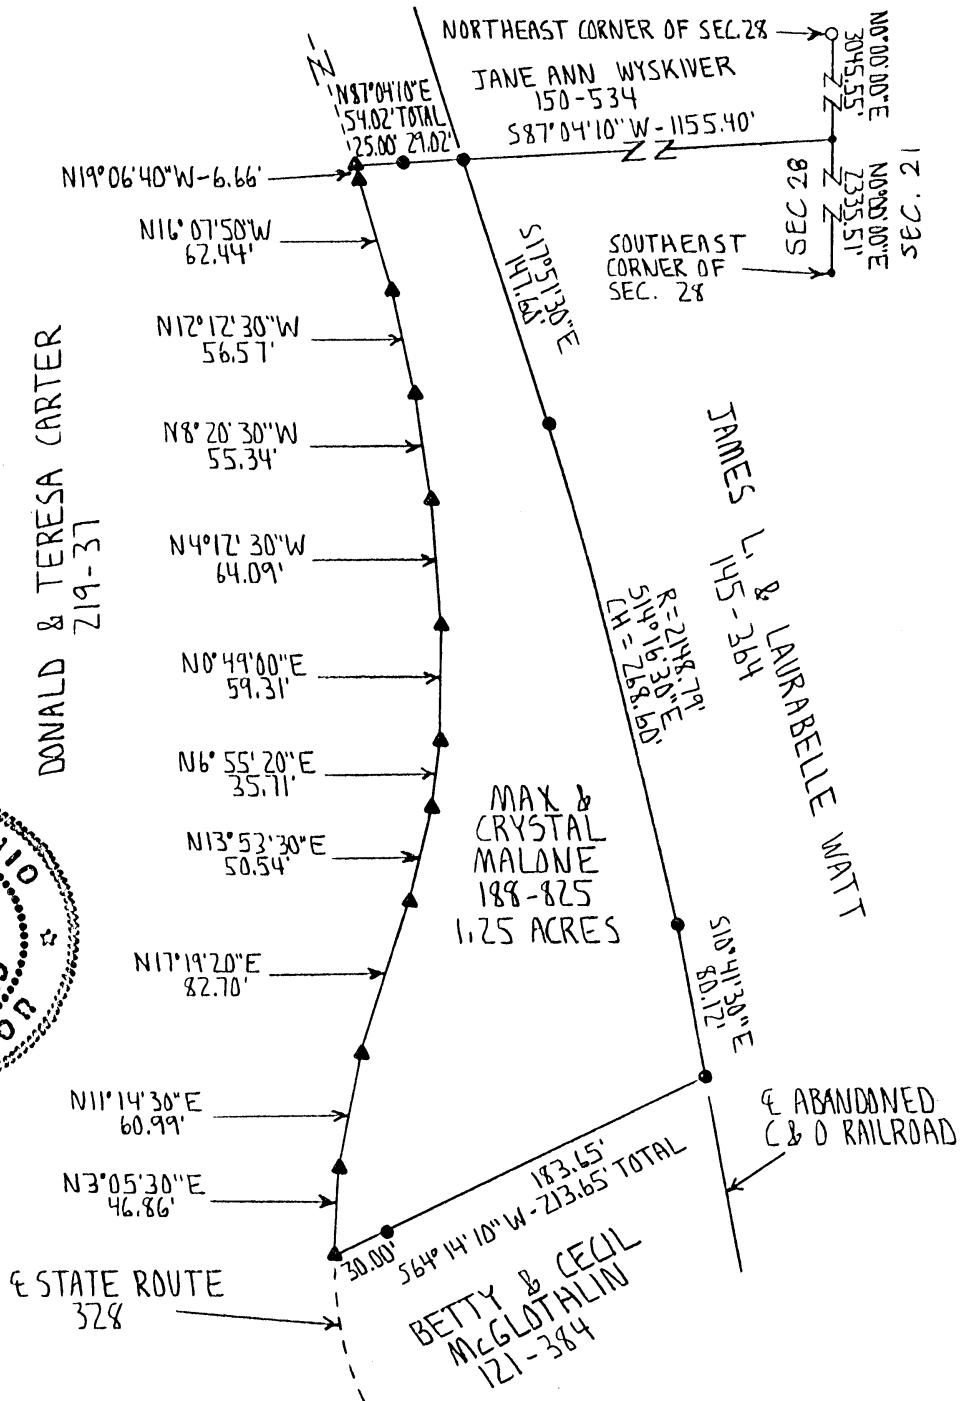 NORTHEAST CORNER OF SEC.28
N0°00'00"E
3045.55'
N
JANE ANN WYSKIVER
150-534
S87°04'10"W-1155.40'
N87°04'10"E
54.02' TOTAL
25.00' 29.02'
N19°06'40"W-6.66'
SEC 28
N0°00'00"E
2335.51'
SEC. 21
N16°07'50"W
62.44'
S17°51'30"E
147.60'
SOUTHEAST
CORNER OF
SEC. 28
N12°12'30"W
56.57'
DONALD & TERESA CARTER
219-37
N8°20'30"W
55.34'
JAMES L. & LAURABELLE WATT
145-364
N4°12'30"W
64.09'
R=2148.79'
S14°16'30"E
CH=268.60'
N0°49'00"E
59.31'
N6°55'20"E
35.71'
MAX &
CRYSTAL
MALONE
188-825
1.25 ACRES
N13°53'30"E
50.54'
N17°19'20"E
82.70'
S10°41'30"E
80.12'
N11°14'30"E
60.99'
℄ ABANDONED
C & O RAILROAD
N3°05'30"E
46.86'
183.65'
S64°14'10"W-213.65' TOTAL
30.00'
℄ STATE ROUTE
328
BETTY & CECIL
McGLOTHLIN
121-384